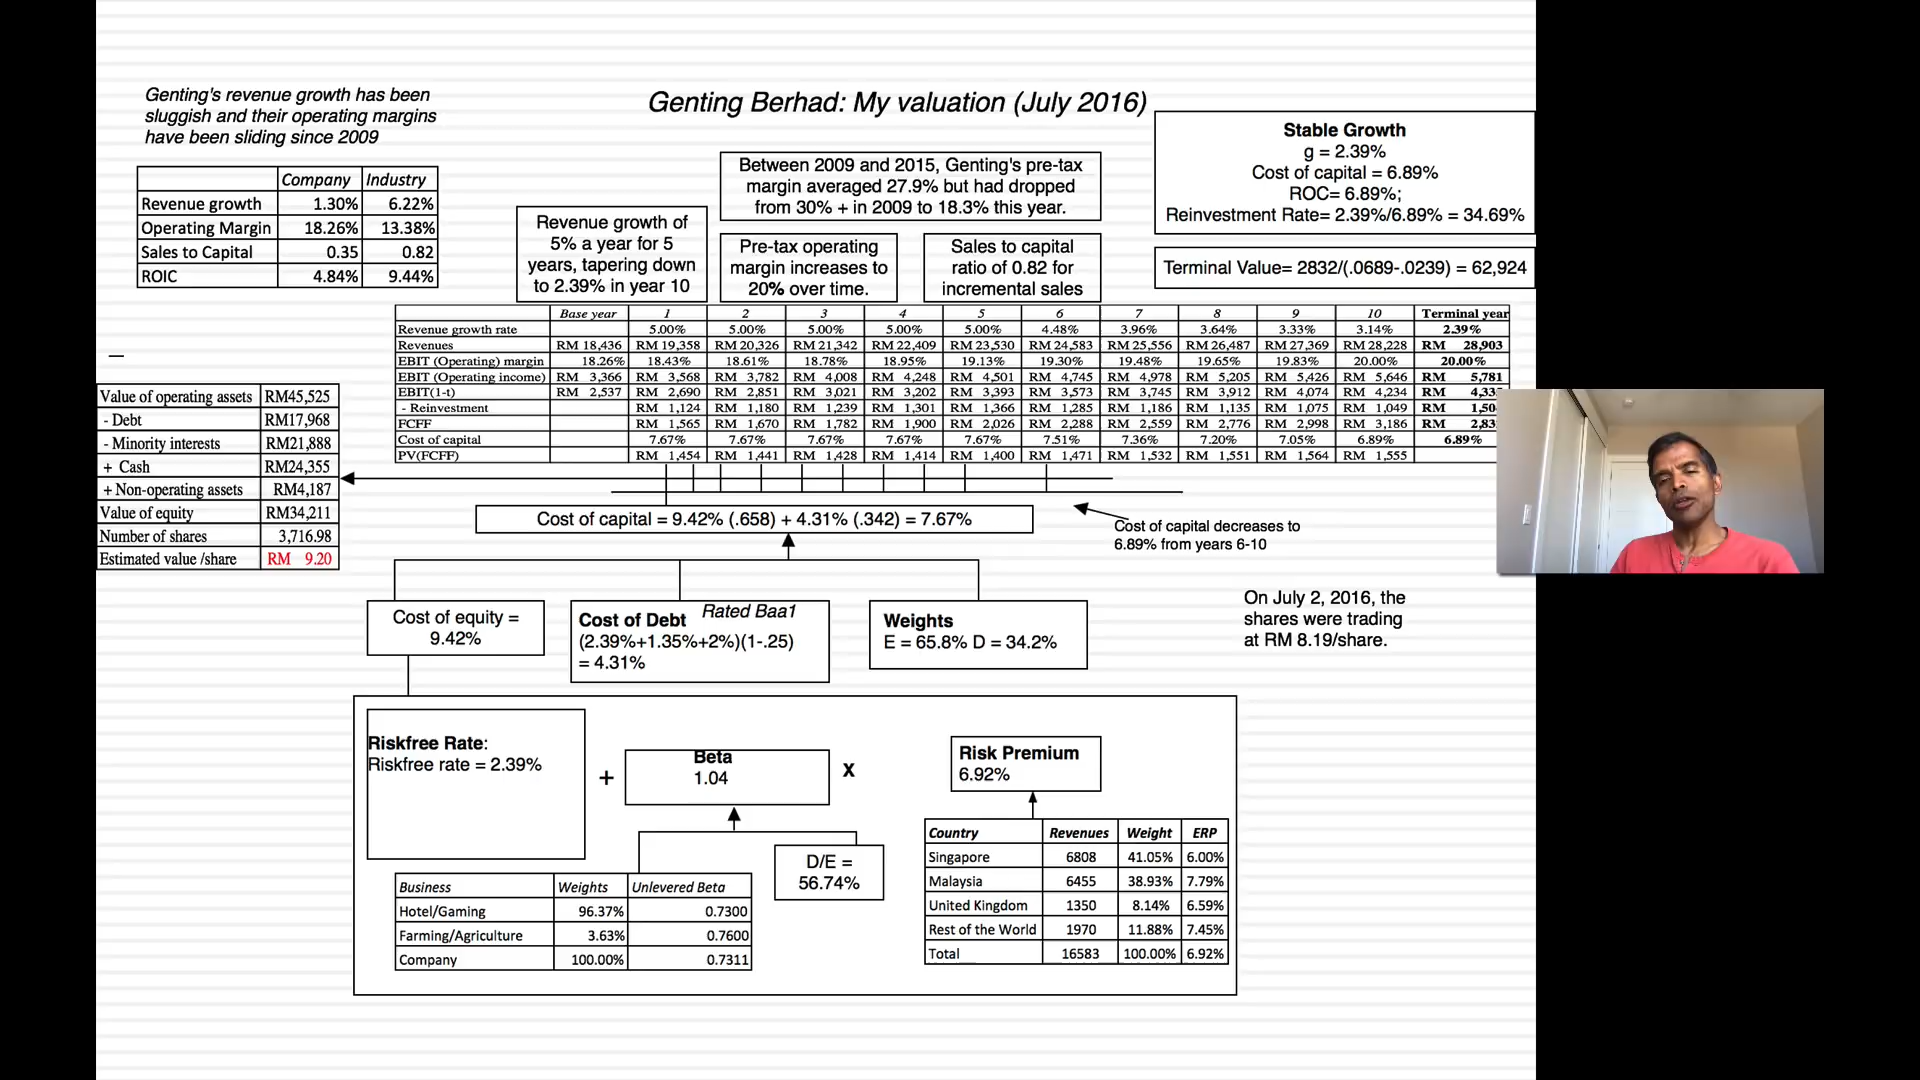 Genting's revenue growth has been
sluggish and their operating margins
have been sliding since 2009
Genting Berhad: My valuation (July 2016)
Stable Growth
g = 2.39%
Cost of capital = 6.89%
ROC= 6.89%;
Reinvestment Rate= 2.39%/6.89% = 34.69%
Between 2009 and 2015, Genting's pre-tax
margin averaged 27.9% but had dropped
from 30% + in 2009 to 18.3% this year.
Company Industry
Revenue growth 1.30% 6.22%
Operating Margin 18.26% 13.38%
Sales to Capital 0.35 0.82
ROIC 4.84% 9.44%
Revenue growth of
5% a year for 5
years, tapering down
to 2.39% in year 10
Pre-tax operating
margin increases to
20% over time.
Sales to capital
ratio of 0.82 for
incremental sales
Terminal Value= 2832/(.0689-.0239) = 62,924
Base year 1 2 3 4 5 6 7 8 9 10 Terminal year
Revenue growth rate 5.00% 5.00% 5.00% 5.00% 5.00% 4.48% 3.96% 3.64% 3.33% 3.14% 2.39%
Revenues RM 18,436 RM 19,358 RM 20,326 RM 21,342 RM 22,409 RM 23,530 RM 24,583 RM 25,556 RM 26,487 RM 27,369 RM 28,228 RM 28,903
EBIT (Operating) margin 18.26% 18.43% 18.61% 18.78% 18.95% 19.13% 19.30% 19.48% 19.65% 19.83% 20.00% 20.00%
EBIT (Operating income) RM 3,366 RM 3,568 RM 3,782 RM 4,008 RM 4,248 RM 4,501 RM 4,745 RM 4,978 RM 5,205 RM 5,426 RM 5,646 RM 5,781
EBIT(1-t) RM 2,537 RM 2,690 RM 2,851 RM 3,021 RM 3,202 RM 3,393 RM 3,573 RM 3,745 RM 3,912 RM 4,074 RM 4,234 RM
- Reinvestment RM 1,124 RM 1,180 RM 1,239 RM 1,301 RM 1,366 RM 1,285 RM 1,186 RM 1,135 RM 1,075 RM 1,049 RM
FCFF RM 1,565 RM 1,670 RM 1,782 RM 1,900 RM 2,026 RM 2,288 RM 2,559 RM 2,776 RM 2,998 RM 3,186 RM
Cost of capital 7.67% 7.67% 7.67% 7.67% 7.67% 7.51% 7.36% 7.20% 7.05% 6.89% 6.89%
PV(FCFF) RM 1,454 RM 1,441 RM 1,428 RM 1,414 RM 1,400 RM 1,471 RM 1,532 RM 1,551 RM 1,564 RM 1,555
Value of operating assets RM45,525
- Debt RM17,968
- Minority interests RM21,888
+ Cash RM24,355
+ Non-operating assets RM4,187
Value of equity RM34,211
Number of shares 3,716.98
Estimated value /share RM 9.20
Cost of capital = 9.42% (.658) + 4.31% (.342) = 7.67%
Cost of capital decreases to
6.89% from years 6-10
Cost of equity =
9.42%
Cost of Debt Rated Baa1
(2.39%+1.35%+2%)(1-.25)
= 4.31%
Weights
E = 65.8% D = 34.2%
On July 2, 2016, the
shares were trading
at RM 8.19/share.
Riskfree Rate:
Riskfree rate = 2.39%
+
Beta
1.04
X
Risk Premium
6.92%
D/E =
56.74%
Business Weights Unlevered Beta
Hotel/Gaming 96.37% 0.7300
Farming/Agriculture 3.63% 0.7600
Company 100.00% 0.7311
Country Revenues Weight ERP
Singapore 6808 41.05% 6.00%
Malaysia 6455 38.93% 7.79%
United Kingdom 1350 8.14% 6.59%
Rest of the World 1970 11.88% 7.45%
Total 16583 100.00% 6.92%